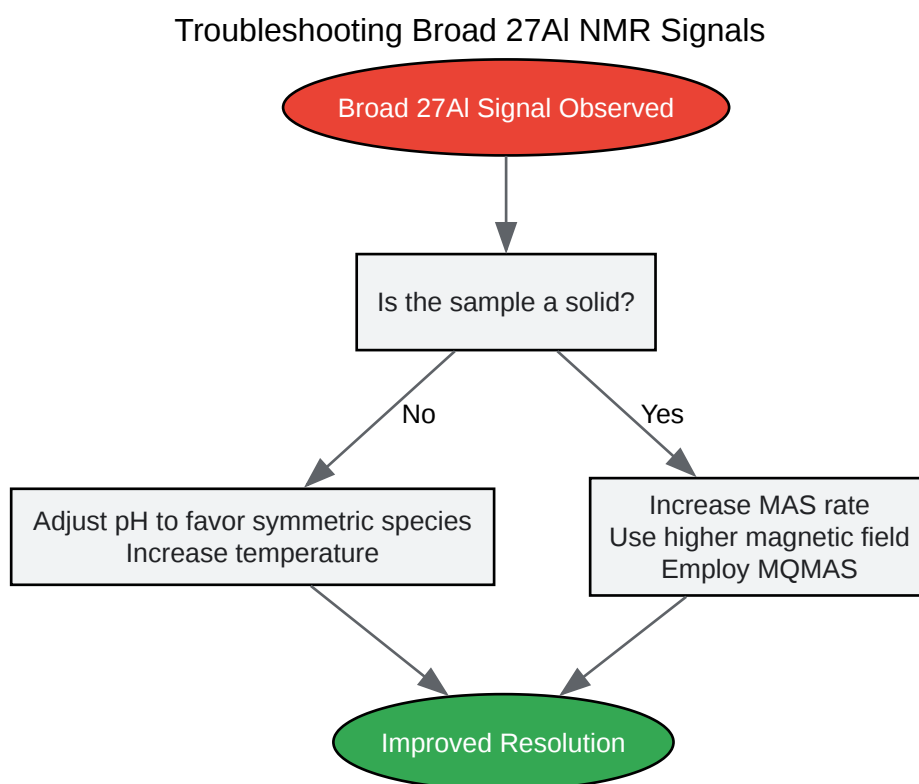 Troubleshooting Broad 27Al NMR Signals
Broad 27Al Signal Observed
Is the sample a solid?
No
Yes
Adjust pH to favor symmetric species
Increase temperature
Increase MAS rate
Use higher magnetic field
Employ MQMAS
Improved Resolution